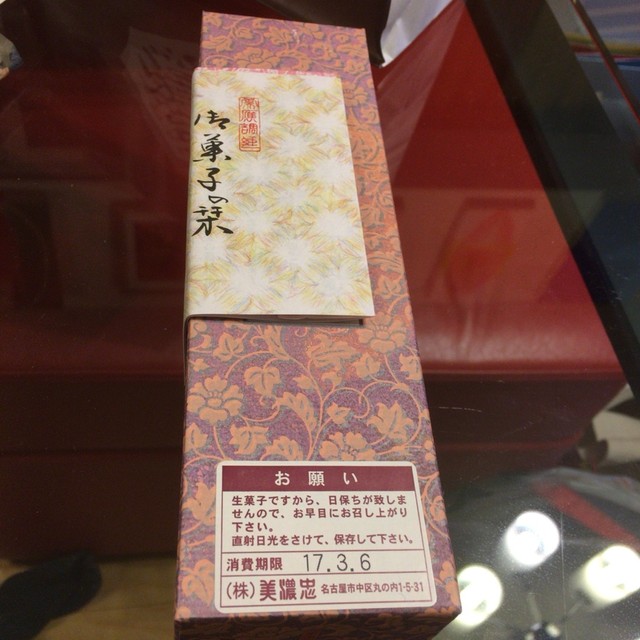 御菓子の栞
お願い
生菓子ですから、日保ちが致しま
せんので、お早目にお召し上がり
下さい。
直射日光をさけて、保存して下さい。
消費期限 17.3.6
(株)美濃忠 名古屋市中区丸の内1-5-31